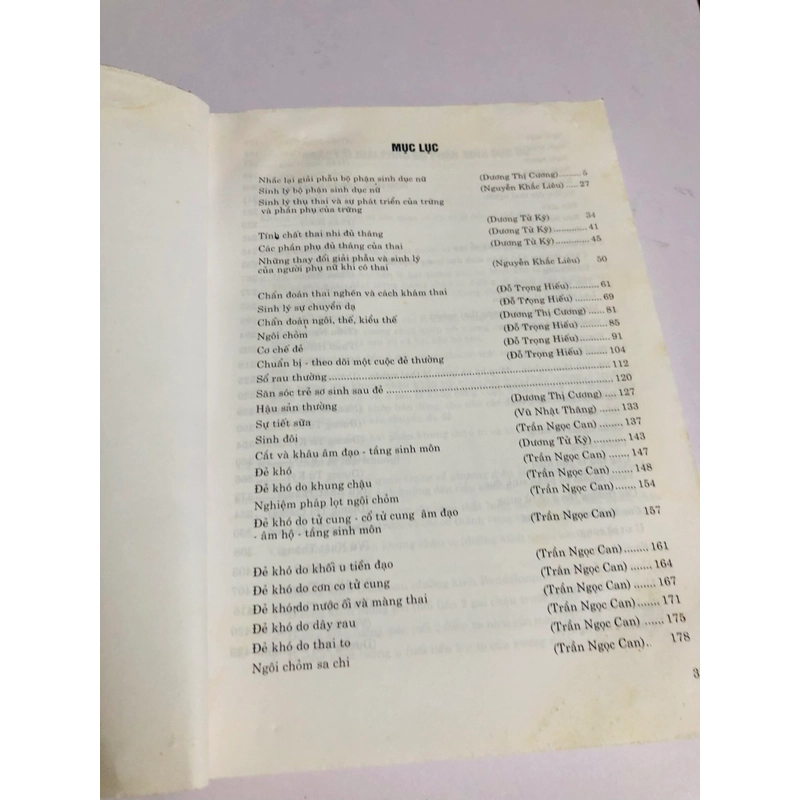 MỤC LỤC
Nhắc lại giải phẫu bộ phận sinh dục nữ (Dương Thị Cương)........ 5
Sinh lý bộ phận sinh dục nữ (Nguyễn Khắc Liêu)..... 27
Sinh lý thụ thai và sự phát triển của trứng
và phần phụ của trứng (Dương Tử Kỳ) 34
Tính chất thai nhi đủ tháng (Dương Tử Kỳ)............ 41
Các phần phụ đủ tháng của thai (Dương Tử Kỳ)............ 45
Những thay đổi giải phẫu và sinh lý
của người phụ nữ khi có thai (Nguyễn Khắc Liêu) 50
Chẩn đoán thai nghén và cách khám thai (Đỗ Trọng Hiếu).......... 61
Sinh lý sự chuyển dạ (Đỗ Trọng Hiếu)......... 69
Chẩn đoán ngôi, thế, kiểu thế (Dương Thị Cương) ...... 81
Ngôi chỏm (Đỗ Trọng Hiếu).......... 85
Cơ chế đẻ (Đỗ Trọng Hiếu).......... 91
Chuẩn bị - theo dõi một cuộc đẻ thường (Đỗ Trọng Hiếu)........ 104
Sổ rau thường........ 112
Săn sóc trẻ sơ sinh sau đẻ ........ 120
Hậu sản thường (Dương Thị Cương) .... 127
Sự tiết sữa (Vũ Nhật Thăng) ....... 133
Sinh đôi (Trần Ngọc Can) ....... 137
Cắt và khâu âm đạo - tầng sinh môn (Dương Tử Kỳ) .......... 143
Đẻ khó (Trần Ngọc Can) ....... 147
Đẻ khó do khung chậu (Trần Ngọc Can) ....... 148
Nghiệm pháp lọt ngôi chỏm (Trần Ngọc Can) ....... 154
Đẻ khó do tử cung - cổ tử cung âm đạo
- âm hộ - tầng sinh môn (Trần Ngọc Can) 157
Đẻ khó do khối u tiền đạo (Trần Ngọc Can)........ 161
Đẻ khó do cơn co tử cung (Trần Ngọc Can)....... 164
Đẻ khó do nước ối và màng thai (Trần Ngọc Can) ....... 167
Đẻ khó do dây rau (Trần Ngọc Can)....... 171
Đẻ khó do thai to (Trần Ngọc Can) ...... 175
Ngôi chỏm sa chi (Trần Ngọc Can).. 178
3